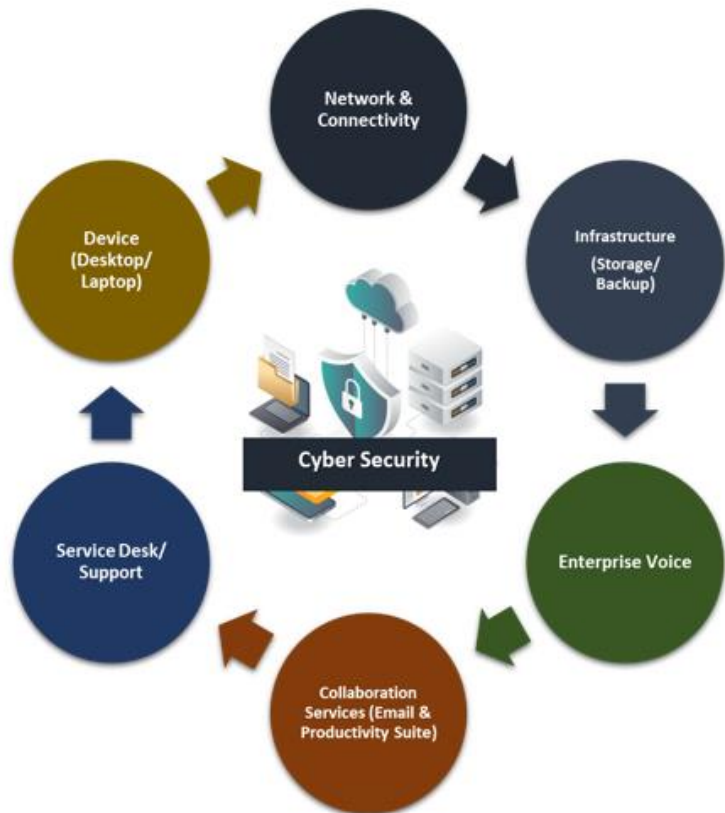 Network &
Connectivity
Infrastructure
(Storage/
Backup)
Enterprise Voice
Collaboration
Services (Email &
Productivity Suite)
Service Desk/
Support
Device
(Desktop/
Laptop)
Cyber Security